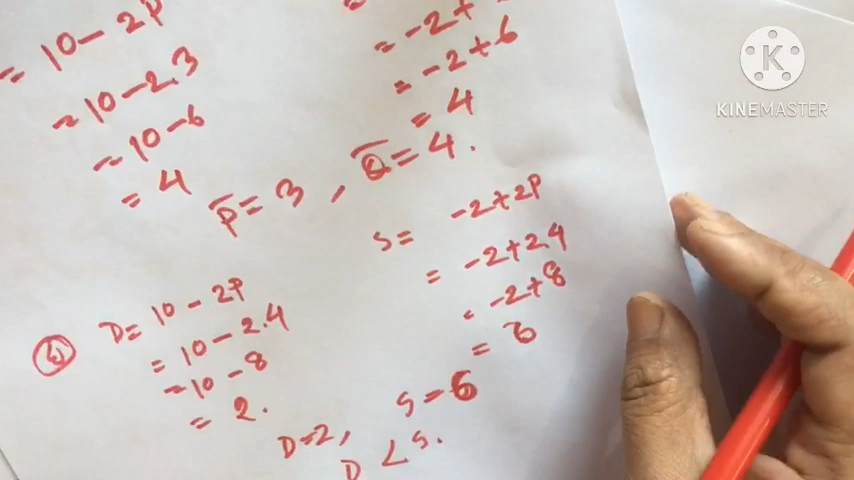 = 10 - 2P
= 10 - 2.3
= 10 - 6
= 4
= -2 +
= -2 + 6
= 4
P̄ = 3, Q̄ = 4.
D = 10 - 2P
= 10 - 2.4
= 10 - 8
= 2.
S = -2 + 2P
= -2 + 2.4
= -2 + 8
= 6
D = 2, S = 6
D < S.
K
KINEMASTER